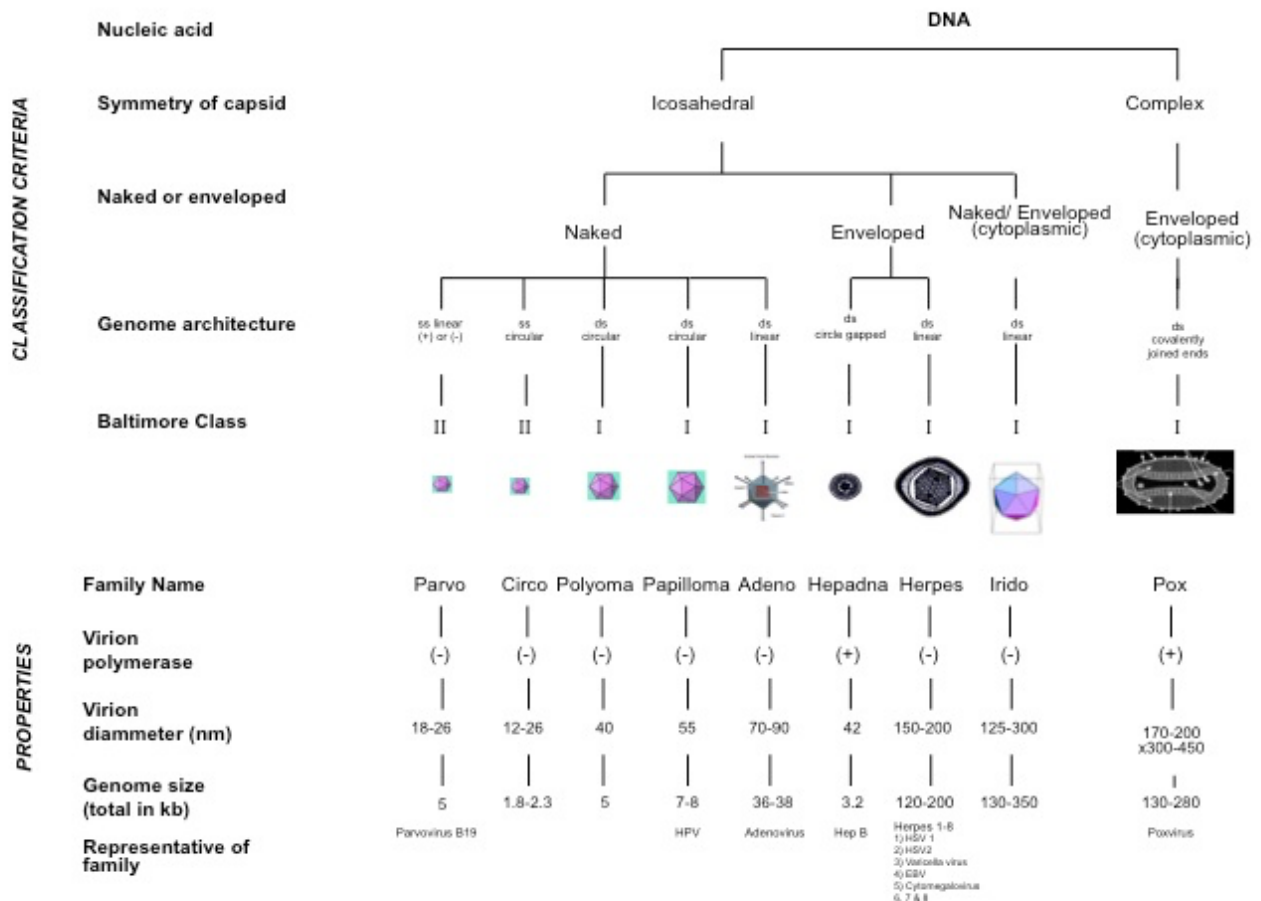 Nucleic acid
DNA
CLASSIFICATION CRITERIA
Symmetry of capsid
Icosahedral
Complex
Naked or enveloped
Naked
Enveloped
Naked/ Enveloped
(cytoplasmic)
Enveloped
(cytoplasmic)
Genome architecture
ss linear
(+) or (-)
ss
circular
ds
circular
ds
circular
ds
linear
ds
circle gapped
ds
linear
ds
linear
ds
covalently
joined ends
Baltimore Class
II
II
I
I
I
I
I
I
I
PROPERTIES
Family Name
Parvo
Circo
Polyoma
Papilloma
Adeno
Hepadna
Herpes
Irido
Pox
Virion
polymerase
(-)
(-)
(-)
(-)
(-)
(+)
(-)
(-)
(+)
Virion
diammeter (nm)
18-26
12-26
40
55
70-90
42
150-200
125-300
170-200
x300-450
Genome size
(total in kb)
5
1.8-2.3
5
7-8
36-38
3.2
120-200
130-350
130-280
Representative of
family
Parvovirus B19
HPV
Adenovirus
Hep B
Herpes 1-8
1) HSV 1
2) HSV2
3) Varicella virus
4) EBV
5) Cytomegalovirus
6, 7 & 8
Poxvirus